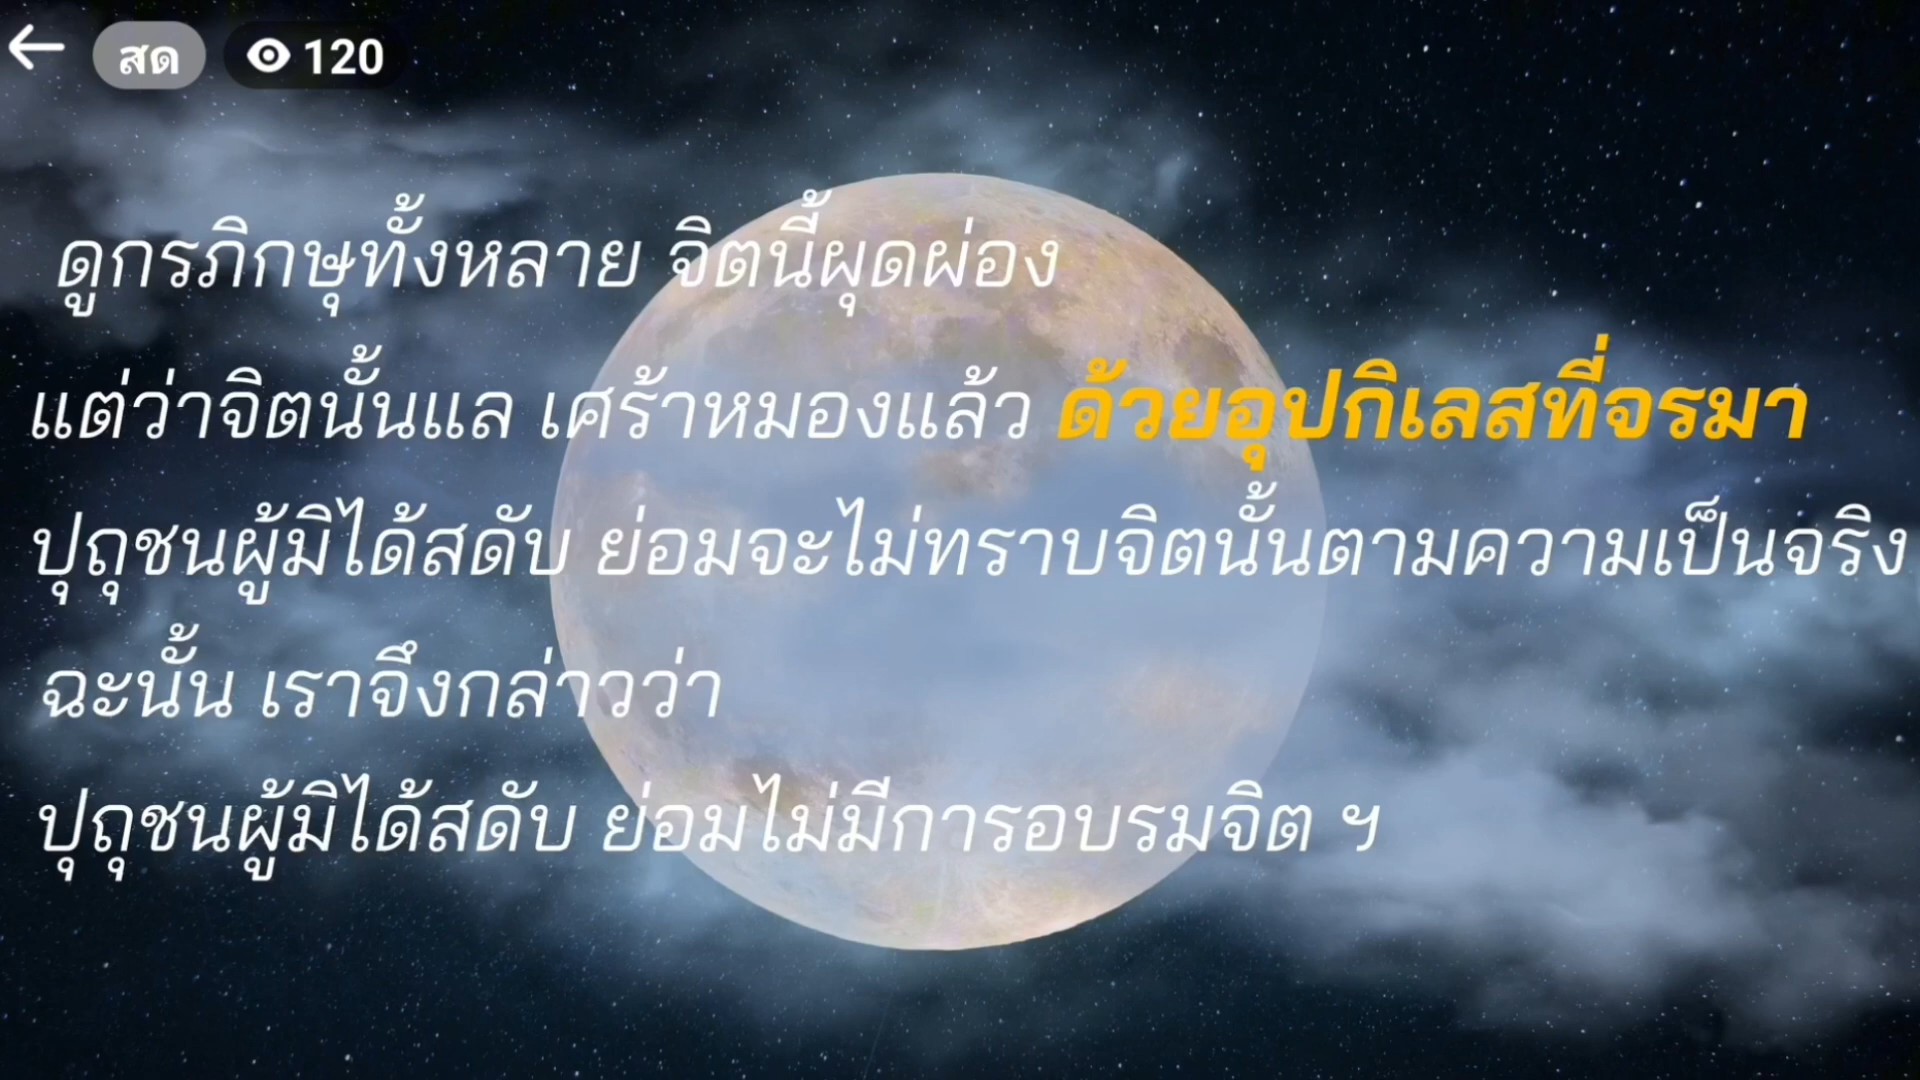 สด 120
ดูกรภิกษุทั้งหลาย จิตนี้ผุดผ่อง
แต่ว่าจิตนั้นแล เศร้าหมองแล้ว ด้วยอุปกิเลสที่จรมา
ปุถุชนผู้มิได้สดับ ย่อมจะไม่ทราบจิตนั้นตามความเป็นจริง
ฉะนั้น เราจึงกล่าวว่า
ปุถุชนผู้มิได้สดับ ย่อมไม่มีการอบรมจิต ฯ